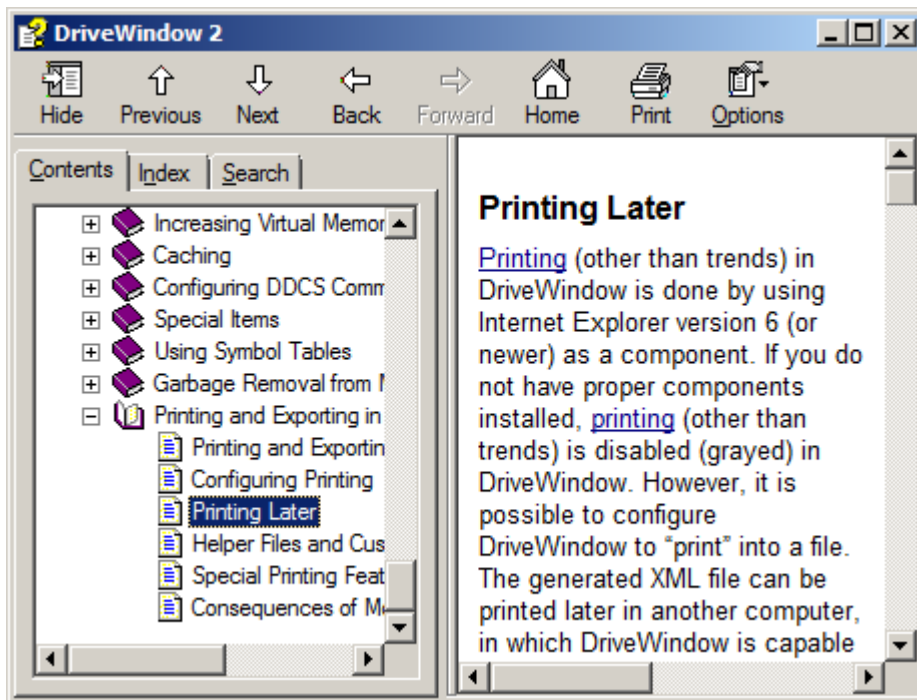 DriveWindow 2
Hide Previous Next Back Forward Home Print Options
Contents Index Search
Increasing Virtual Memor
Caching
Configuring DDCS Comm
Special Items
Using Symbol Tables
Garbage Removal from
Printing and Exporting in
Printing and Exportin
Configuring Printing
Printing Later
Helper Files and Cus
Special Printing Feat
Consequences of M
Printing Later
Printing (other than trends) in
DriveWindow is done by using
Internet Explorer version 6 (or
newer) as a component. If you do
not have proper components
installed, printing (other than
trends) is disabled (grayed) in
DriveWindow. However, it is
possible to configure
DriveWindow to “print” into a file.
The generated XML file can be
printed later in another computer,
in which DriveWindow is capable